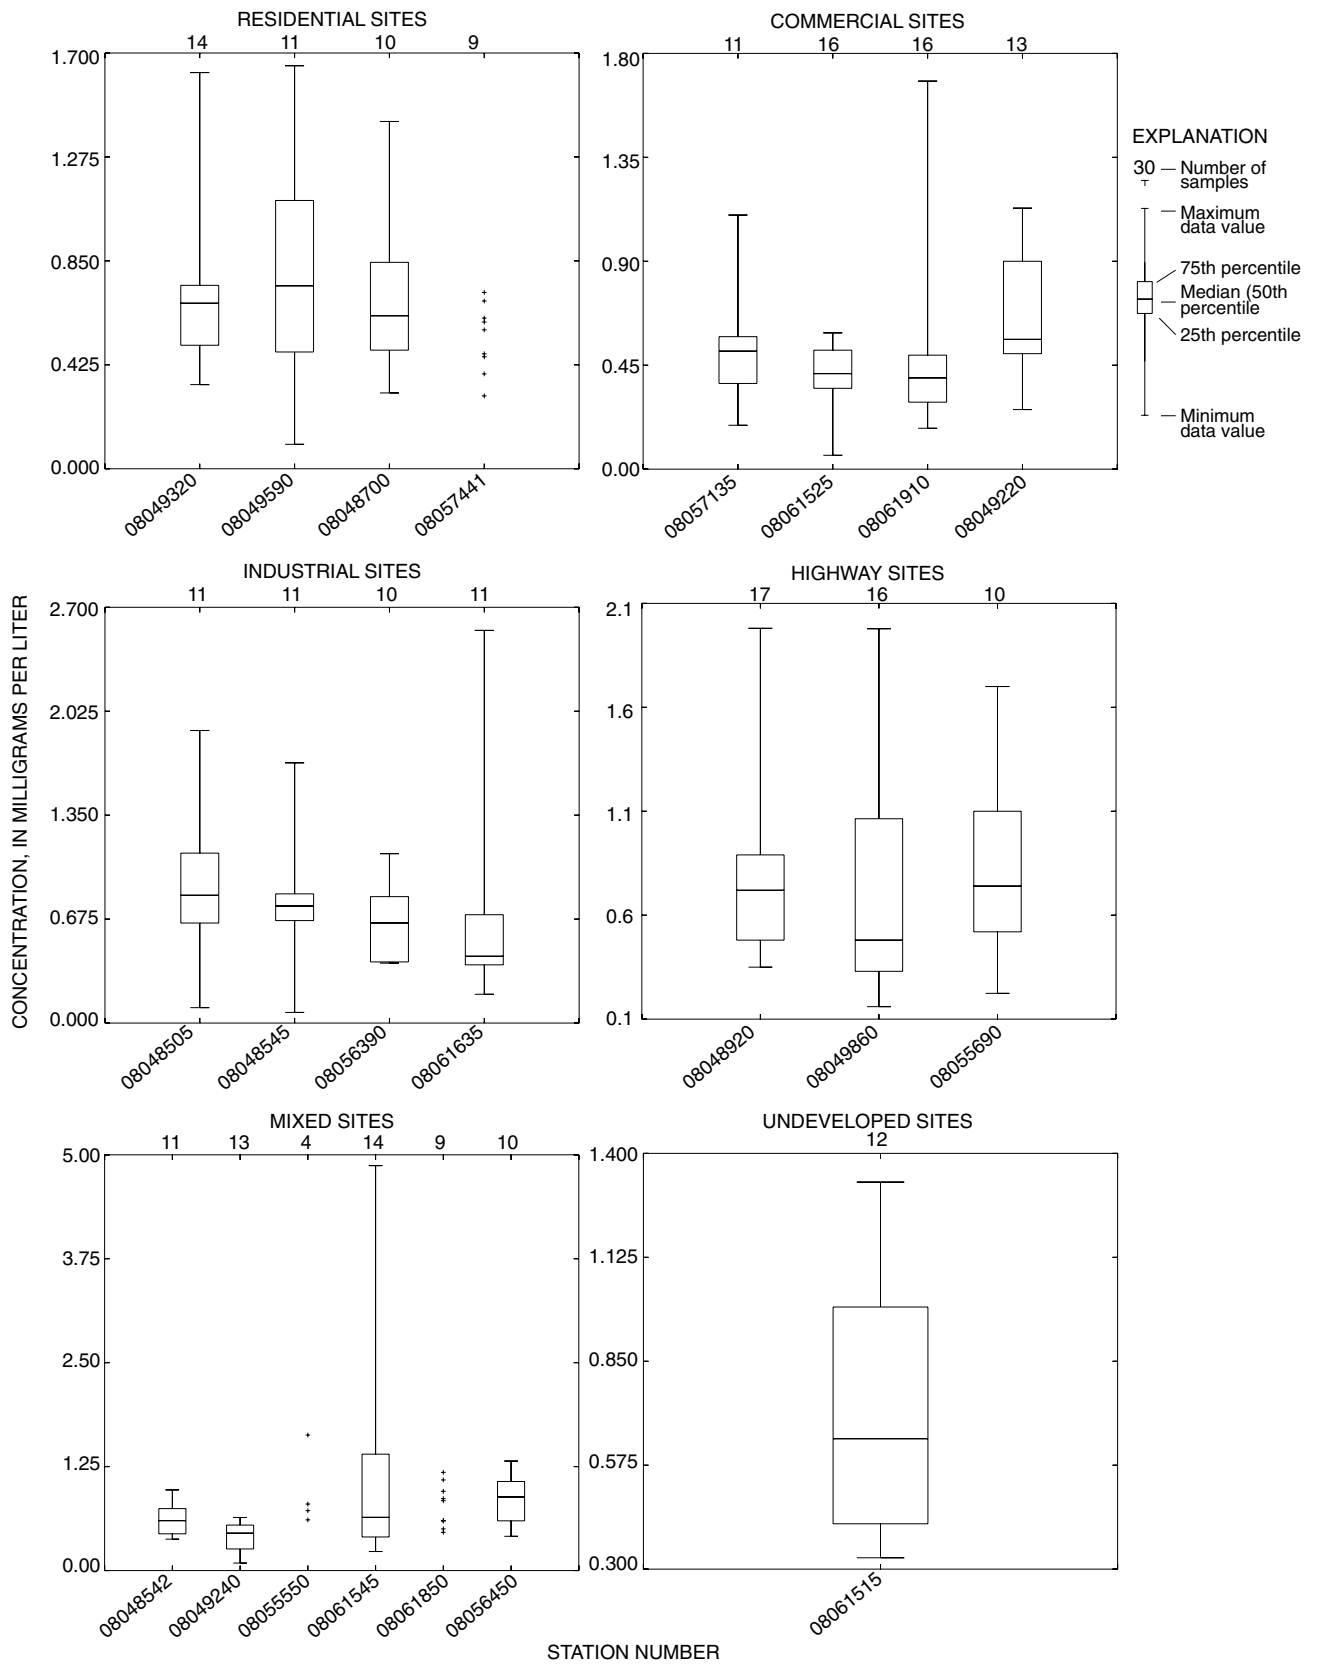 RESIDENTIAL SITES
14 11 10 9
1.700
1.275
0.850
0.425
0.000
08049320 08049590 08048700 08057441
COMMERCIAL SITES
11 16 16 13
1.80
1.35
0.90
0.45
0.00
08057135 08061525 08061910 08049220
EXPLANATION
30 Number of
samples
Maximum
data value
75th percentile
Median (50th
percentile
25th percentile
Minimum
data value
CONCENTRATION, IN MILLIGRAMS PER LITER
INDUSTRIAL SITES
11 11 10 11
2.700
2.025
1.350
0.675
0.000
08048505 08048545 08056390 08061635
HIGHWAY SITES
17 16 10
2.1
1.6
1.1
0.6
0.1
08048920 08049860 08055690
MIXED SITES
11 13 4 14 9 10
5.00
3.75
2.50
1.25
0.00
08048542 08049240 08055550 08061545 08061850 08056450
UNDEVELOPED SITES
12
1.400
1.125
0.850
0.575
0.300
08061515
STATION NUMBER